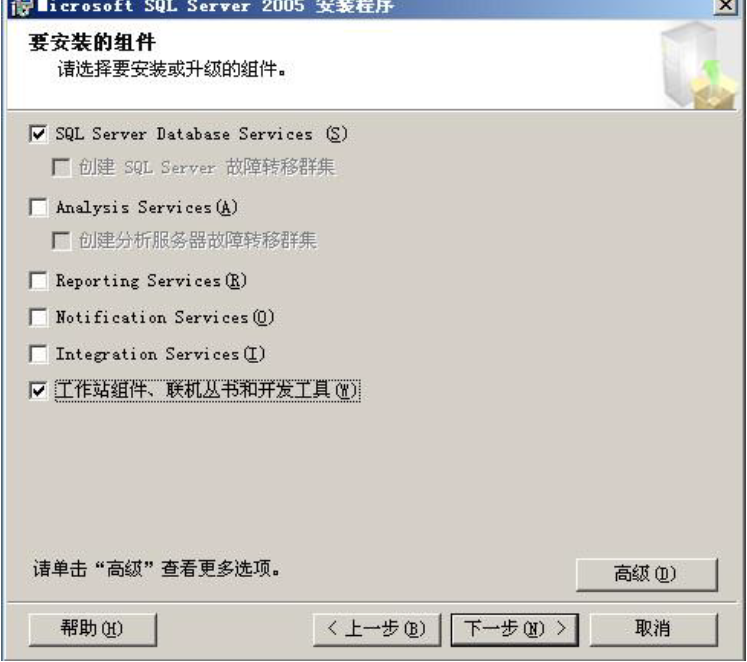 Microsoft SQL Server 2005 安装程序
要安装的组件
请选择要安装或升级的组件。
SQL Server Database Services (S)
创建 SQL Server 故障转移群集
Analysis Services(A)
创建分析服务器故障转移群集
Reporting Services(R)
Notification Services(O)
Integration Services(I)
工作站组件、联机丛书和开发工具(W)
请单击“高级”查看更多选项。
高级(D)
帮助(H)
< 上一步(B)
下一步(N) >
取消